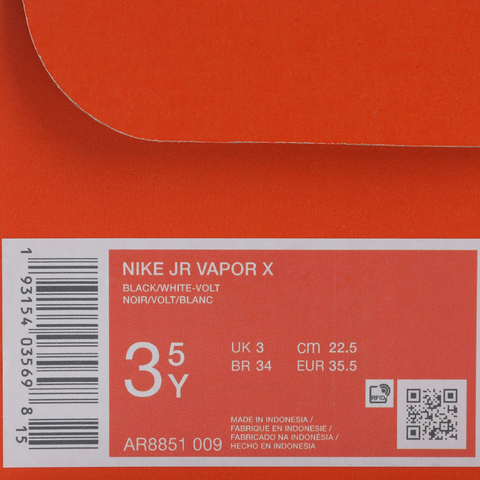 1 93154 03569 8 15
NIKE JR VAPOR X
BLACK/WHITE-VOLT
NOIR/VOLT/BLANC
3 5 Y
UK 3 cm 22.5
BR 34 EUR 35.5
RFID
AR8851 009
MADE IN INDONESIA /
FABRIQUE EN INDONESIE /
FABRICADO NA INDONÉSIA /
HECHO EN INDONESIA